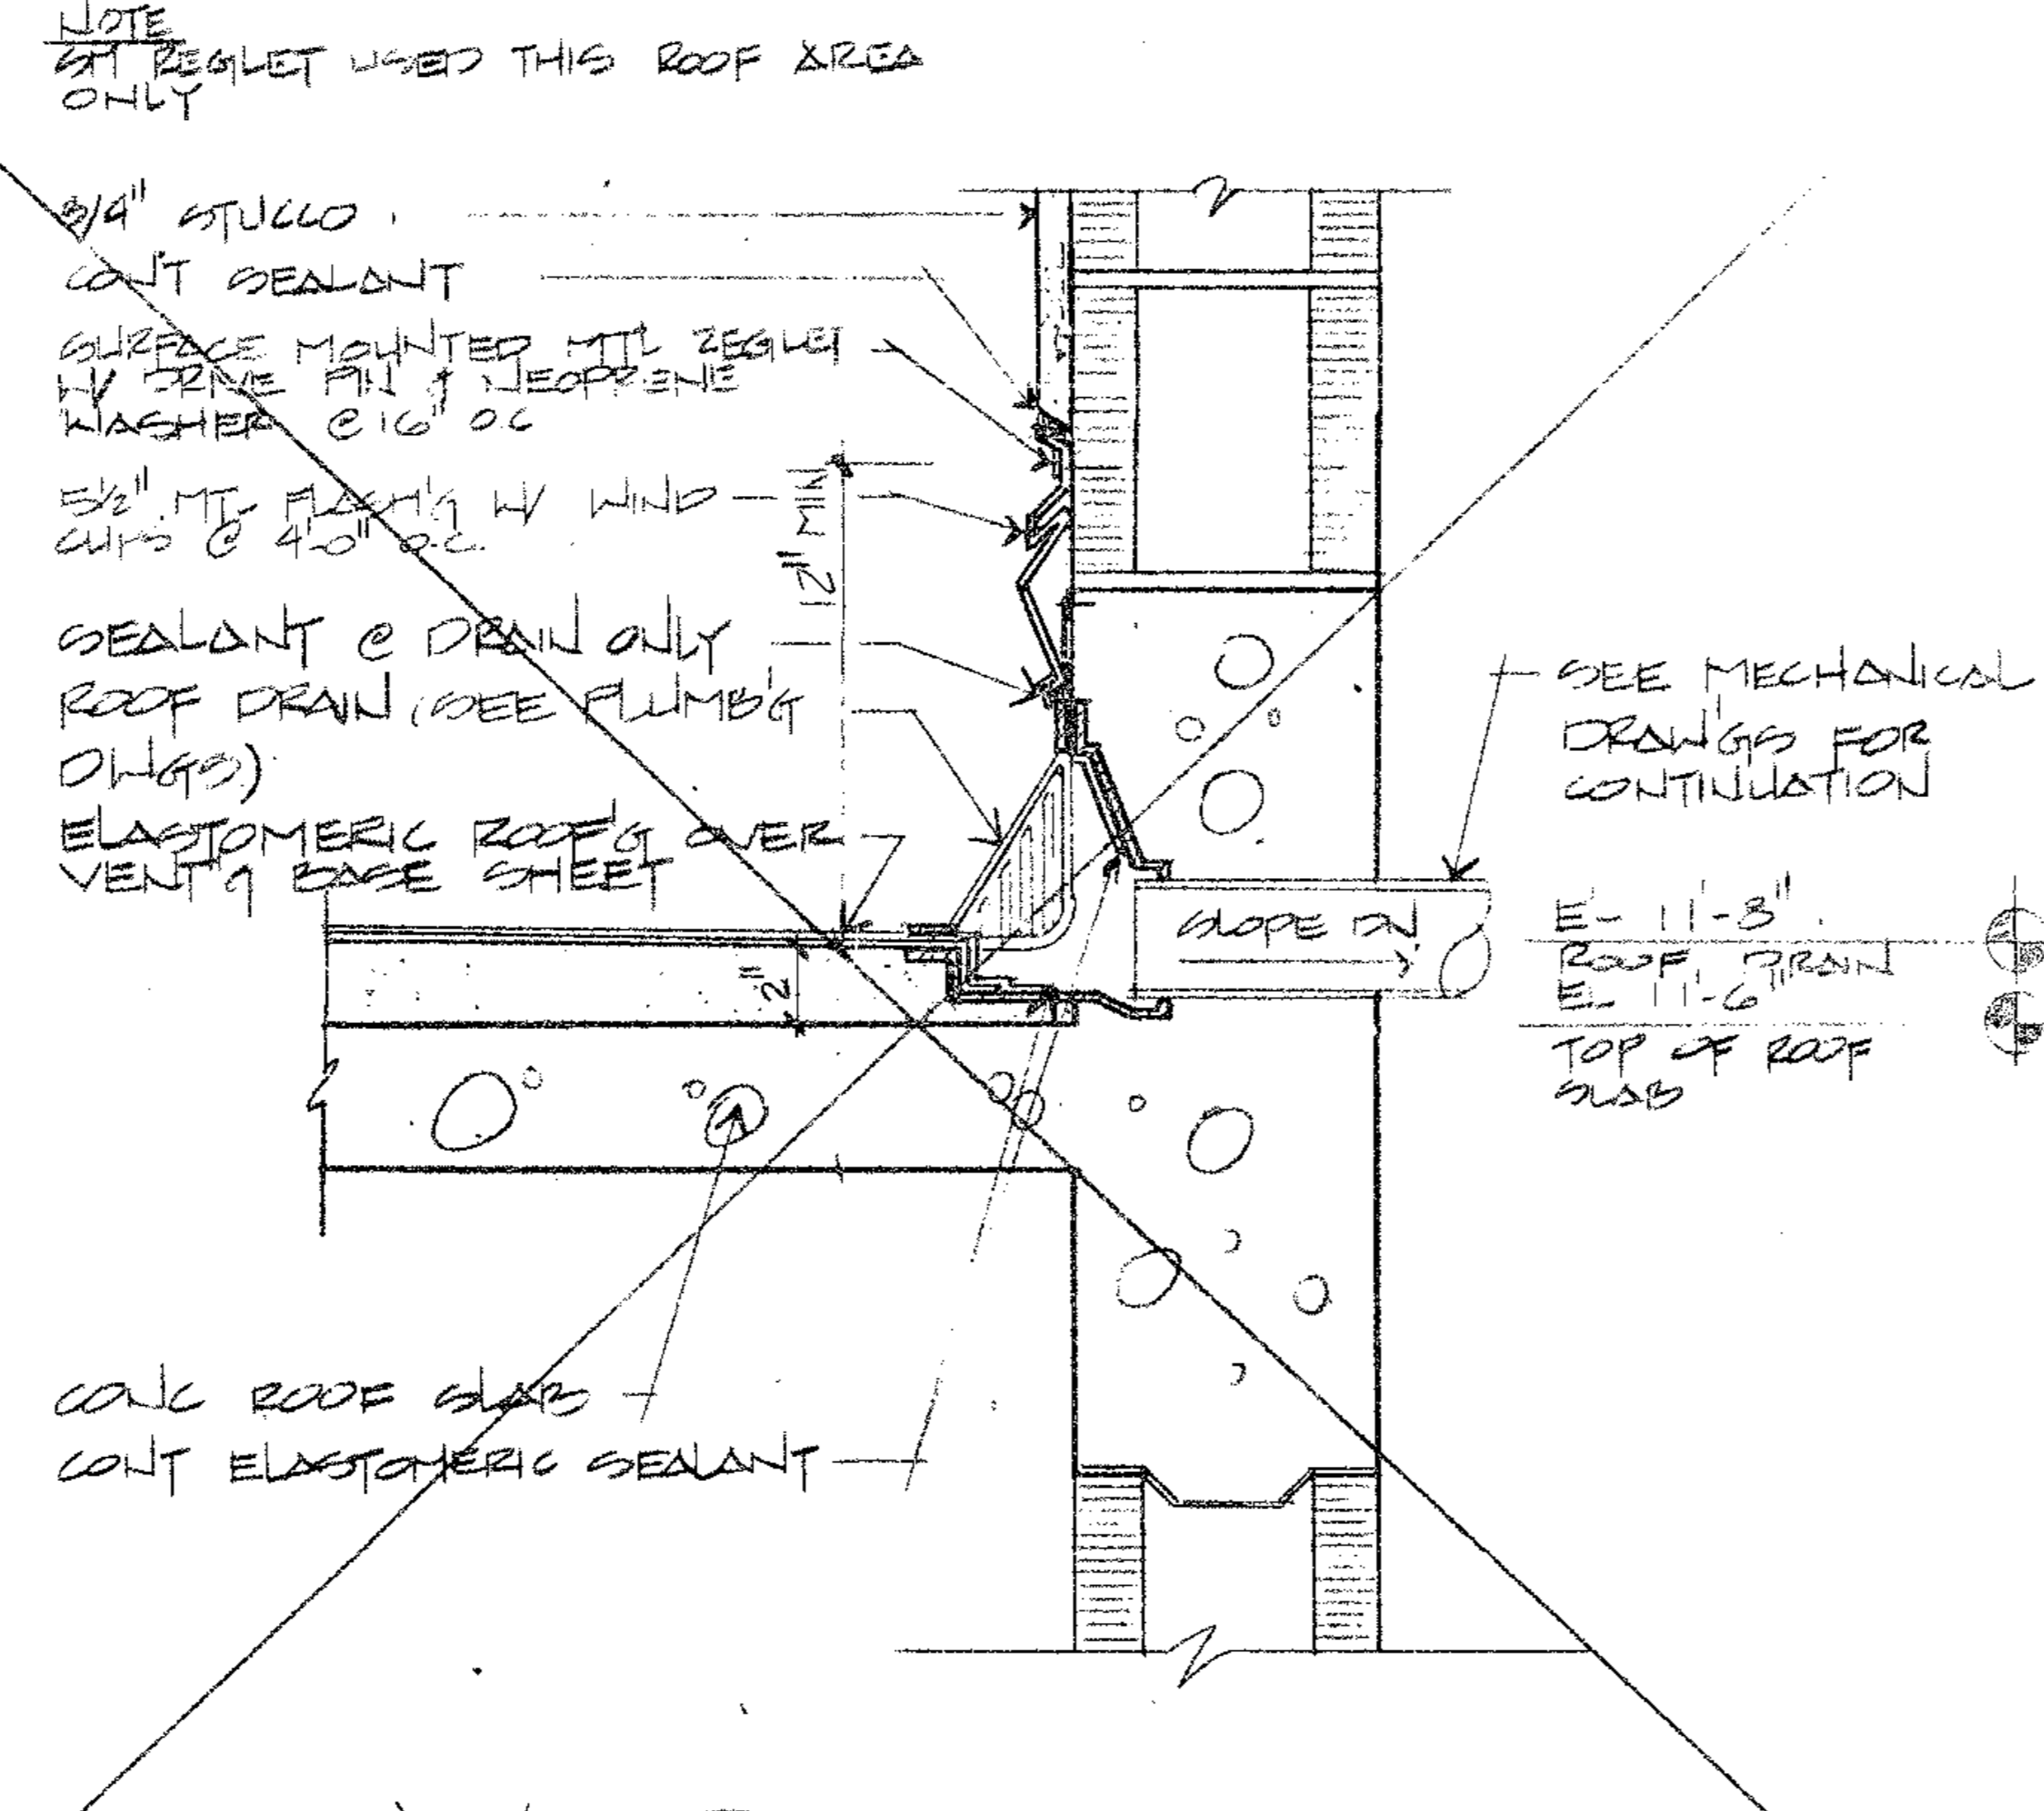 NOTE
SM REGLET USED THIS ROOF AREA
ONLY
3/4" STUCCO
CON'T SEALANT
SURFACE MOUNTED MTL REGLET
W/ DRIVE PIN & NEOPRENE
WASHER @ 16" O.C
5½" MTL FLASH'G W/ WIND
CLIPS @ 4'-0" O.C.
12" MIN
SEALANT @ DRAIN ONLY
ROOF DRAIN (SEE PLUMB'G
DWGS)
ELASTOMERIC ROOF'G OVER
VENT'G BASE SHEET
2"
SEE MECHANICAL
DRAW'GS FOR
CONTINUATION
SLOPE DN.
EL 11'-8"
ROOF DRAIN
EL 11'-6"
TOP OF ROOF
SLAB
CONC ROOF SLAB
CONT ELASTOMERIC SEALANT